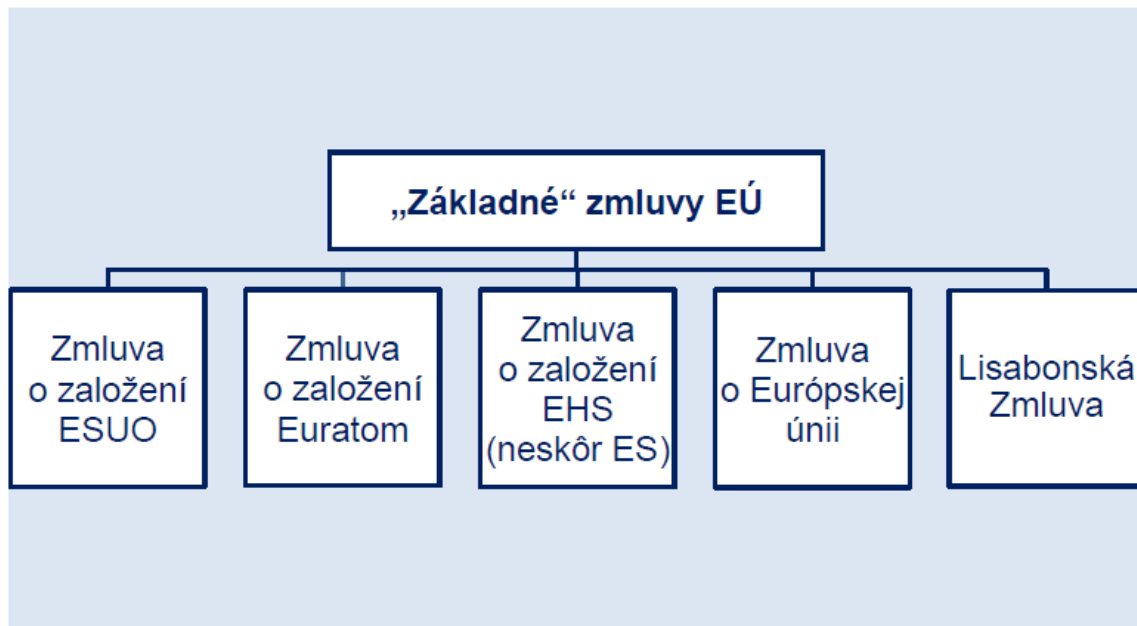 „Základné“ zmluvy EÚ
Zmluva
o založení
ESUO
Zmluva
o založení
Euratom
Zmluva
o založení
EHS
(neskôr ES)
Zmluva
o Európskej
únii
Lisabonská
Zmluva